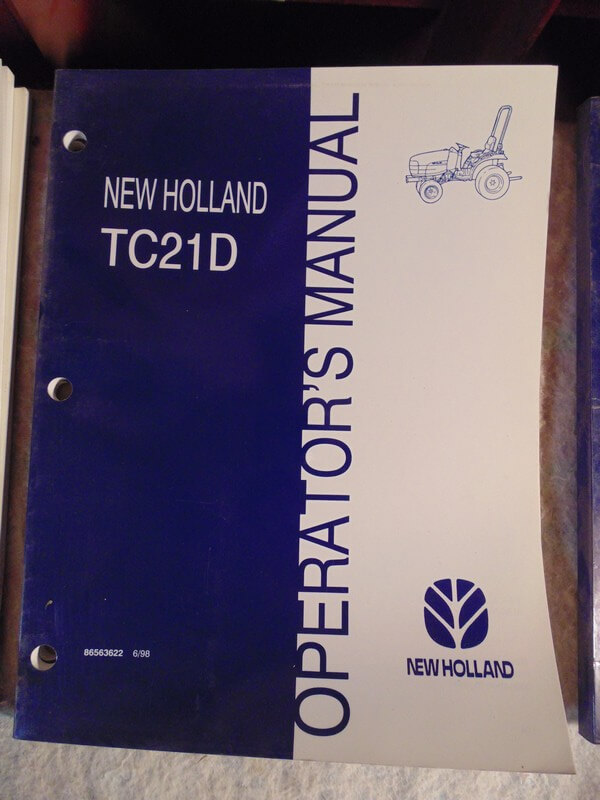 NEW HOLLAND
TC21D
OPERATOR'S MANUAL
86563622 6/98
NEW HOLLAND